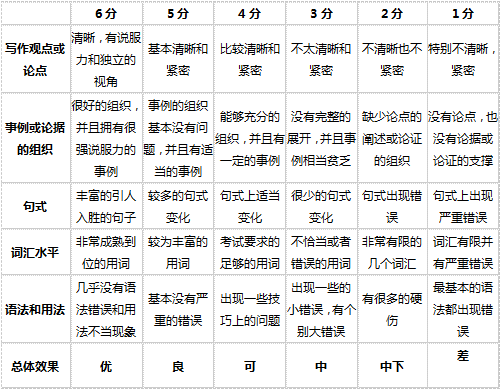 6 分 5 分 4 分 3 分 2 分 1 分
写作观点或论点 清晰，有说服力和独立的视角 基本清晰和紧密 比较清晰和紧密 不太清晰和紧密 不清晰也不紧密 特别不清晰，紧密
事例或论据的组织 很好的组织，并且拥有很强说服力的事例 事例的组织基本没有问题，并且有适当的事例 能够充分的组织，并且有一定的事例 没有完整的展开，并且事例相当贫乏 缺少论点的阐述或论证的组织 没有论点，也没有论据或论证的支撑
句式 丰富的引人入胜的句子 较多的句式变化 句式上适当变化 很少的句式变化 句式出现错误 句式上出现严重错误
词汇水平 非常成熟到位的用词 较为丰富的用词 考试要求的足够的用词 不恰当或者错误的用词 非常有限的几个词汇 词汇有限并有严重错误
语法和用法 几乎没有语法错误和用法不当现象 基本没有严重的错误 出现一些技巧上的问题 出现一些的小错误，有个别大错误 有很多的硬伤 最基本的语法都出现错误
总体效果 优 良 可 中 中下 差